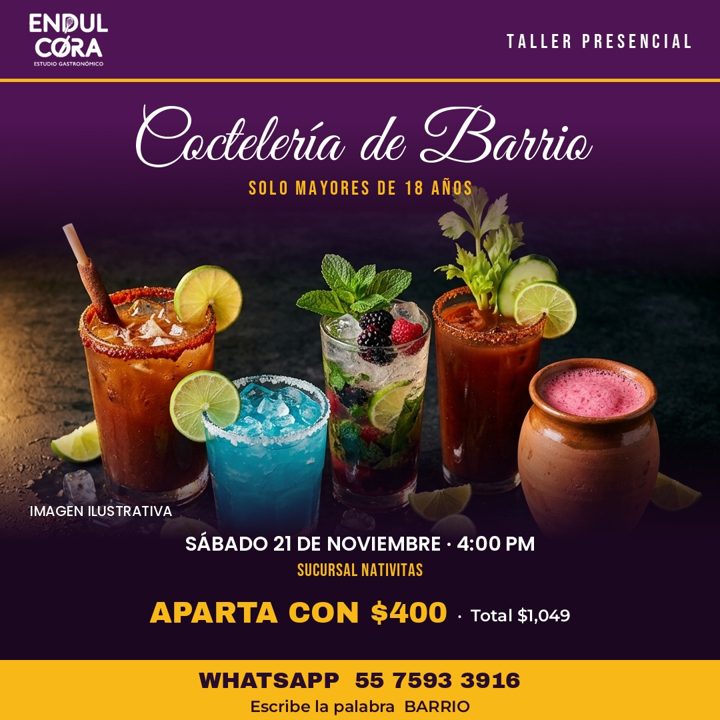 ENDUL
CØRA
ESTUDIO GASTRONÓMICO
TALLER PRESENCIAL
Coctelería de Barrio
SOLO MAYORES DE 18 AÑOS
IMAGEN ILUSTRATIVA
SÁBADO 21 DE NOVIEMBRE · 4:00 PM
SUCURSAL NATIVITAS
APARTA CON $400 · Total $1,049
WHATSAPP 55 7593 3916
Escribe la palabra BARRIO